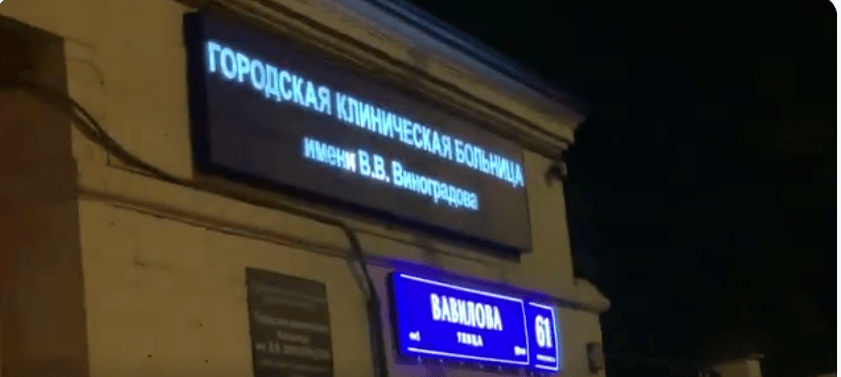 ГОРОДСКАЯ КЛИНИЧЕСКАЯ БОЛЬНИЦА
имени В.В. Виноградова
ВАВИЛОВА
УЛИЦА
61